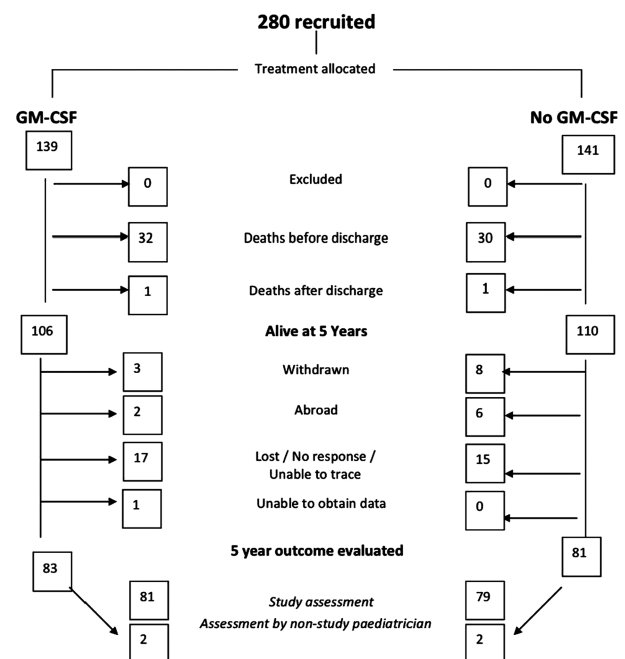 280 recruited
Treatment allocated
GM-CSF
No GM-CSF
139
141
0
Excluded
0
32
Deaths before discharge
30
1
Deaths after discharge
1
106
Alive at 5 Years
110
3
Withdrawn
8
2
Abroad
6
17
Lost / No response /
Unable to trace
15
1
Unable to obtain data
0
5 year outcome evaluated
83
81
81
Study assessment
79
2
Assessment by non-study paediatrician
2